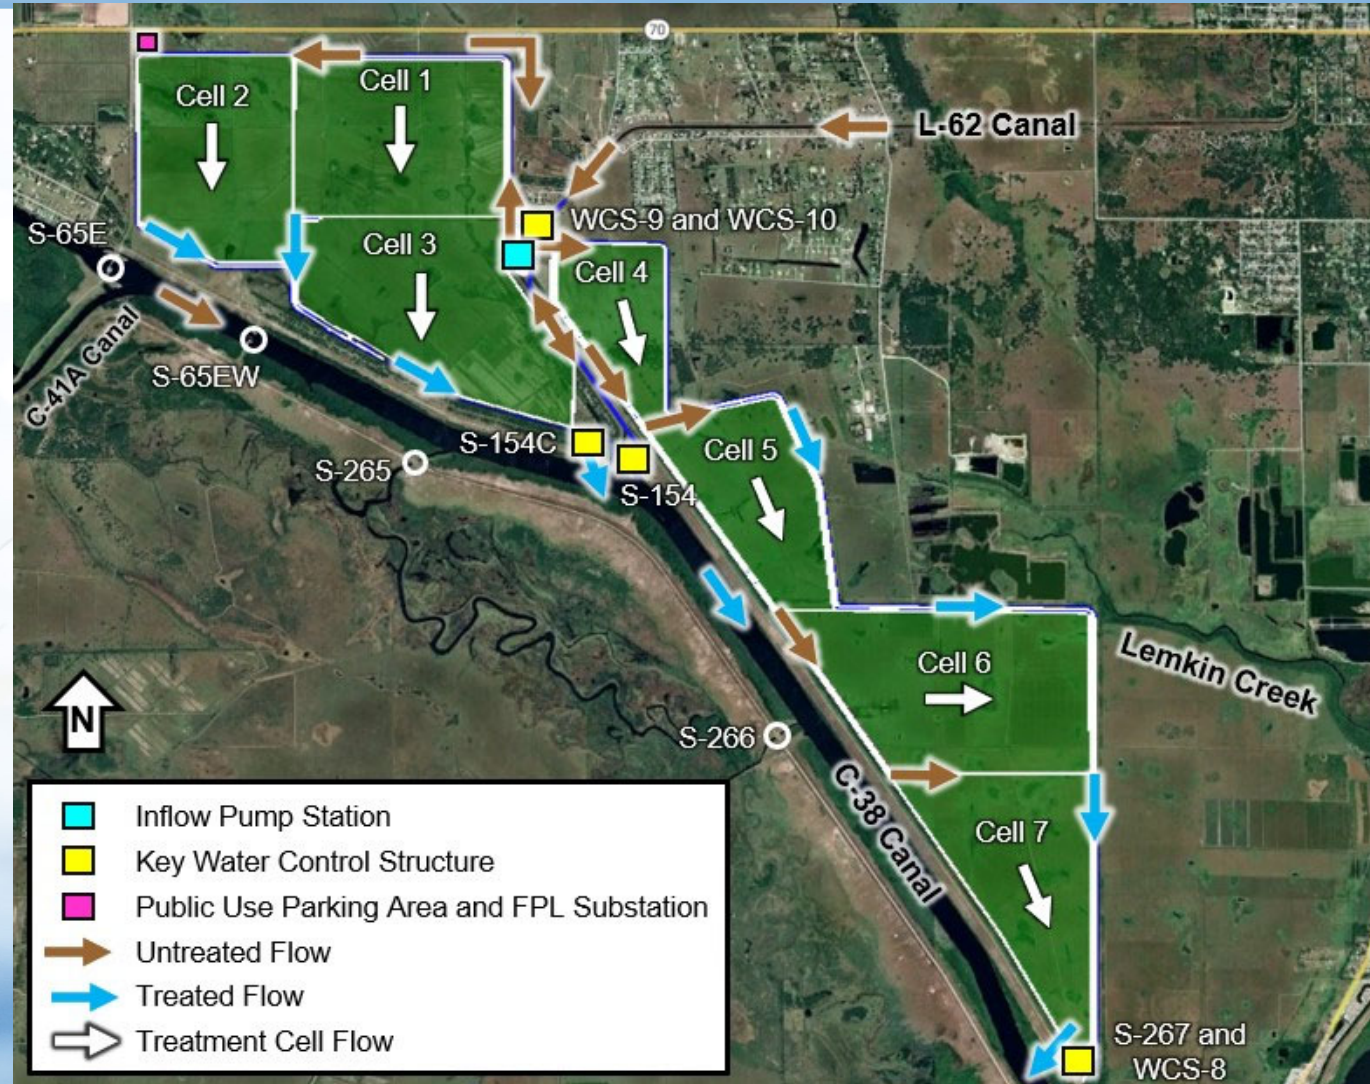 70
Cell 2
Cell 1
L-62 Canal
WCS-9 and WCS-10
S-65E
Cell 3
Cell 4
C-41A Canal
S-65EW
S-154C
S-265
S-154
Cell 5
Cell 6
Lemkin Creek
N
S-266
C-38 Canal
Cell 7
S-267 and
WCS-8
Inflow Pump Station
Key Water Control Structure
Public Use Parking Area and FPL Substation
Untreated Flow
Treated Flow
Treatment Cell Flow